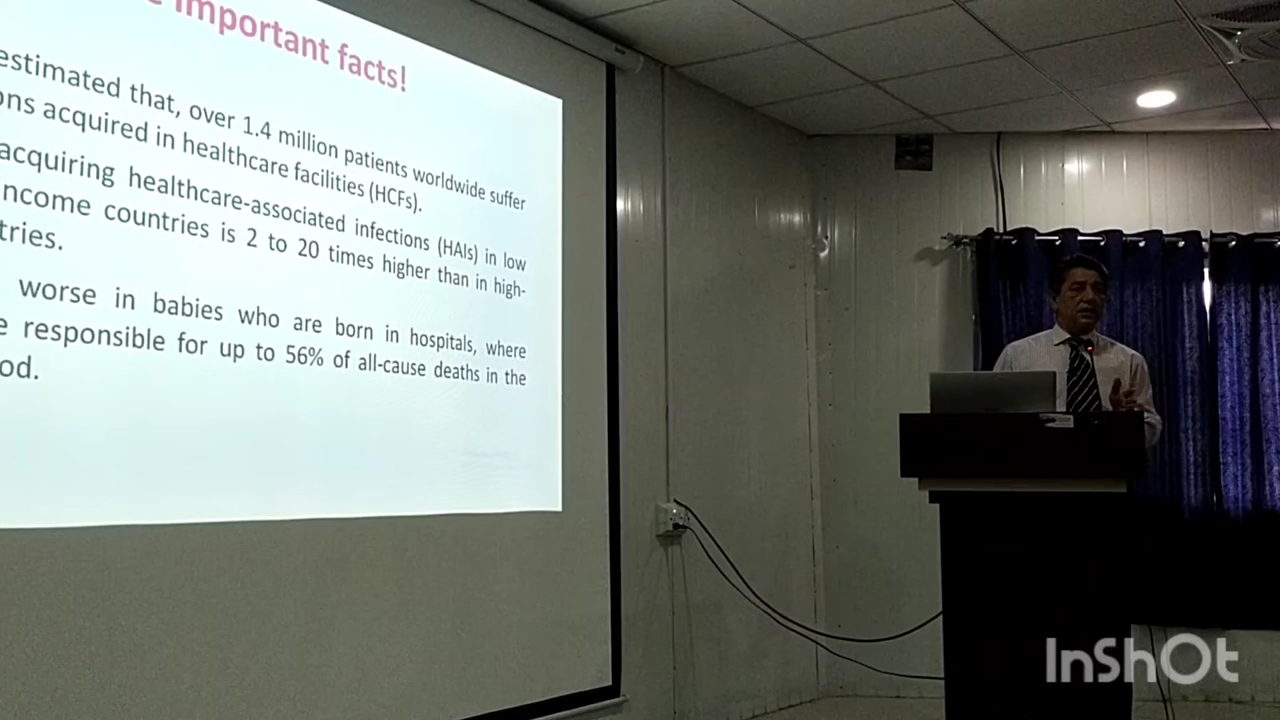 important facts!
estimated that, over 1.4 million patients worldwide suffer
ons acquired in healthcare facilities (HCFs).
acquiring healthcare-associated infections (HAIs) in low
income countries is 2 to 20 times higher than in high-
tries.
worse in babies who are born in hospitals, where
e responsible for up to 56% of all-cause deaths in the
od.
InShOt